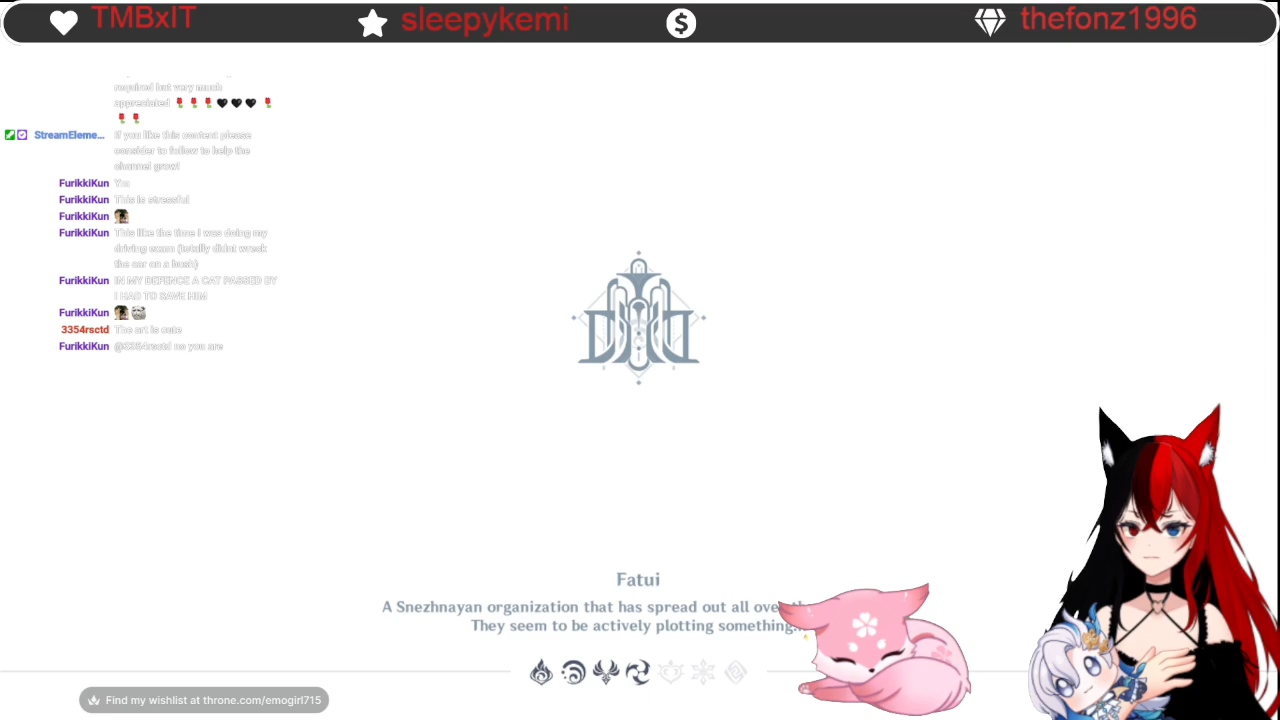 TMBxIT
sleepykemi
thefonz1996
required but very much
appreciated 🌹 🌹 🌹 🖤 🖤 🖤 🌹
🌹 🌹
StreamEleme... If you like this content please
consider to follow to help the
channel grow!
FurikkiKun Ym
FurikkiKun This is stressful
FurikkiKun
FurikkiKun This like the time I was doing my
driving exam (totally didnt wreck
the car on a bush)
FurikkiKun IN MY DEFENCE A CAT PASSED BY
I HAD TO SAVE HIM
FurikkiKun
3354rsctd The art is cute
FurikkiKun @3354rsctd no you are
Fatui
A Snezhnayan organization that has spread out all over
They seem to be actively plotting something...
Find my wishlist at throne.com/emogirl715